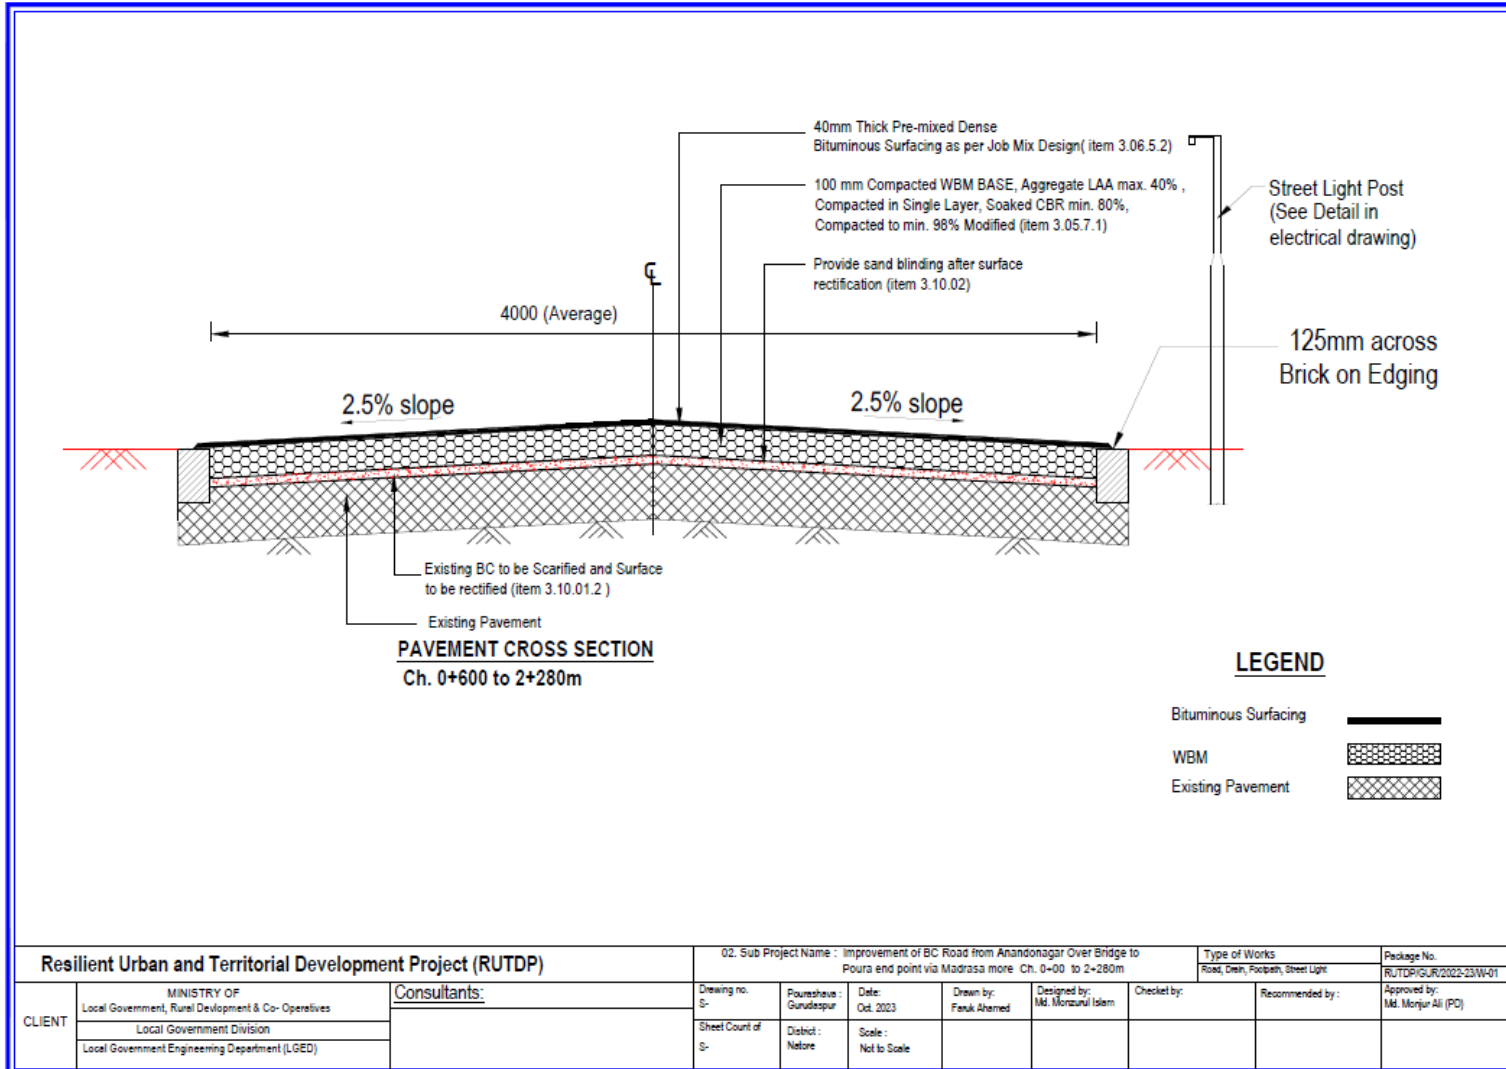 40mm Thick Pre-mixed Dense
Bituminous Surfacing as per Job Mix Design( item 3.06.5.2)
100 mm Compacted WBM BASE, Aggregate LAA max. 40% ,
Compacted in Single Layer, Soaked CBR min. 80%,
Compacted to min. 98% Modified (item 3.05.7.1)
Provide sand blinding after surface
rectification (item 3.10.02)
Street Light Post
(See Detail in
electrical drawing)
4000 (Average)
125mm across
Brick on Edging
2.5% slope
2.5% slope
Existing BC to be Scarified and Surface
to be rectified (item 3.10.01.2 )
Existing Pavement
PAVEMENT CROSS SECTION
Ch. 0+600 to 2+280m
LEGEND
Bituminous Surfacing
WBM
Existing Pavement
Resilient Urban and Territorial Development Project (RUTDP)
02. Sub Project Name : Improvement of BC Road from Anandonagar Over Bridge to
Poura end point via Madrasa more Ch. 0+00 to 2+280m
Type of Works
Road, Drain, Footpath, Street Light
Package No.
RUTDP/GUR/2022-23/W-01
CLIENT
MINISTRY OF
Local Government, Rural Devlopment & Co- Operatives
Local Government Division
Local Government Engineering Department (LGED)
Consultants:
Drawing no.
S-
Sheet Count of
S-
Pourashava :
Gurudaspur
District :
Natore
Date:
Oct. 2023
Scale :
Not to Scale
Drawn by:
Faruk Ahamed
Designed by:
Md. Monzurul Islam
Checket by:
Recommended by :
Approved by:
Md. Monjur Ali (PD)